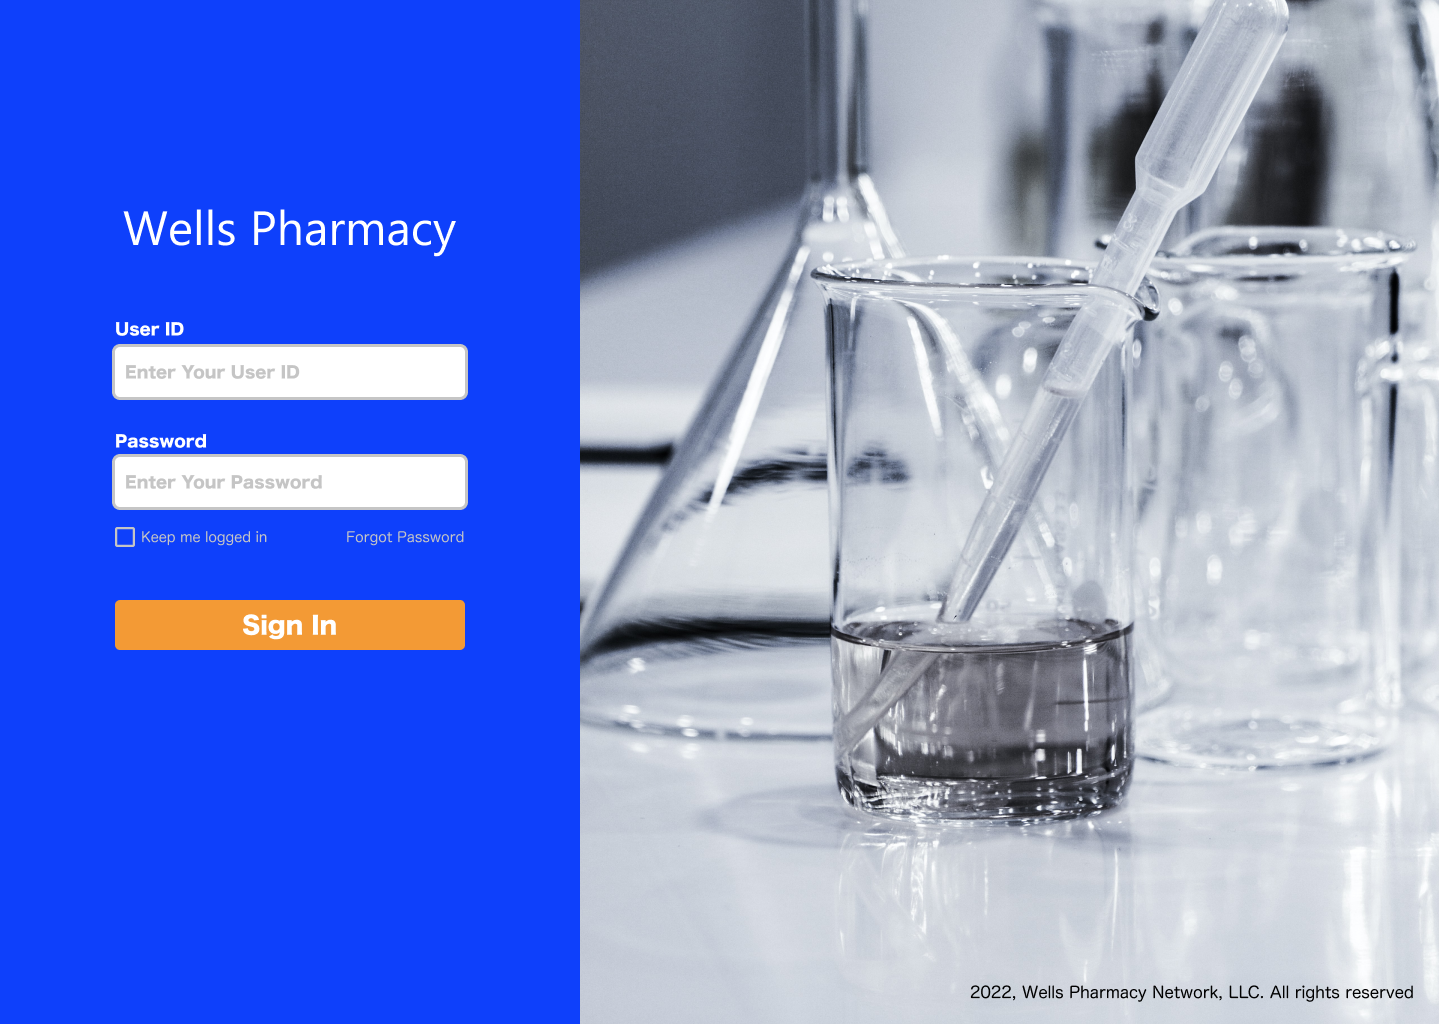 Wells Pharmacy
User ID
Enter Your User ID
Password
Enter Your Password
Keep me logged in
Forgot Password
Sign In
2022, Wells Pharmacy Network, LLC. All rights reserved